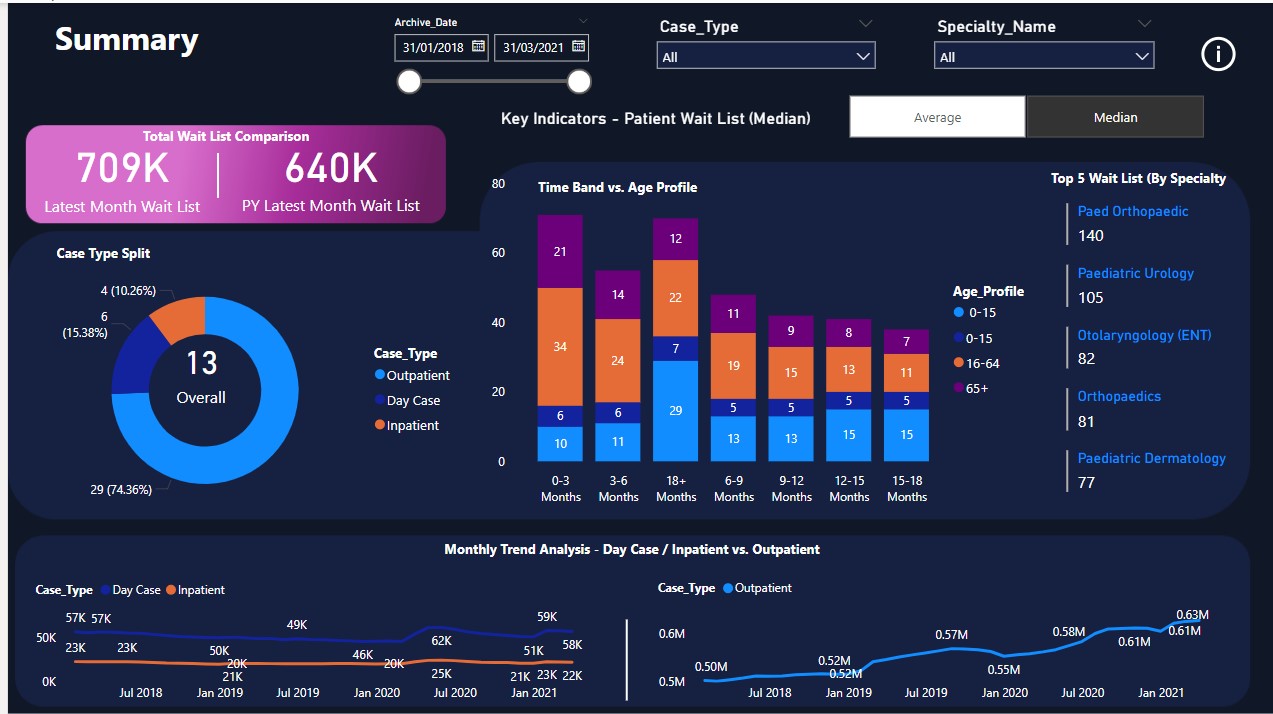 Summary
Archive_Date
31/01/2018
31/03/2021
Case_Type
All
Specialty_Name
All
i
Total Wait List Comparison
709K
640K
Latest Month Wait List
PY Latest Month Wait List
Key Indicators - Patient Wait List (Median)
Average
Median
Case Type Split
4 (10.26%)
6
(15.38%)
13
Overall
29 (74.36%)
Case_Type
Outpatient
Day Case
Inpatient
Time Band vs. Age Profile
80
60
40
20
0
21
34
6
10
14
24
6
11
12
22
7
29
11
19
5
13
9
15
5
13
8
13
5
15
7
11
5
15
0-3
Months
3-6
Months
18+
Months
6-9
Months
9-12
Months
12-15
Months
15-18
Months
Age_Profile
0-15
0-15
16-64
65+
Top 5 Wait List (By Specialty
Paed Orthopaedic
140
Paediatric Urology
105
Otolaryngology (ENT)
82
Orthopaedics
81
Paediatric Dermatology
77
Monthly Trend Analysis - Day Case / Inpatient vs. Outpatient
Case_Type
Day Case
Inpatient
50K
0K
57K
57K
49K
59K
23K
23K
50K
20K
21K
46K
20K
62K
25K
51K
58K
21K
23K
22K
Jul 2018
Jan 2019
Jul 2019
Jan 2020
Jul 2020
Jan 2021
Case_Type
Outpatient
0.6M
0.5M
0.50M
0.52M
0.52M
0.57M
0.55M
0.58M
0.61M
0.63M
0.61M
Jul 2018
Jan 2019
Jul 2019
Jan 2020
Jul 2020
Jan 2021